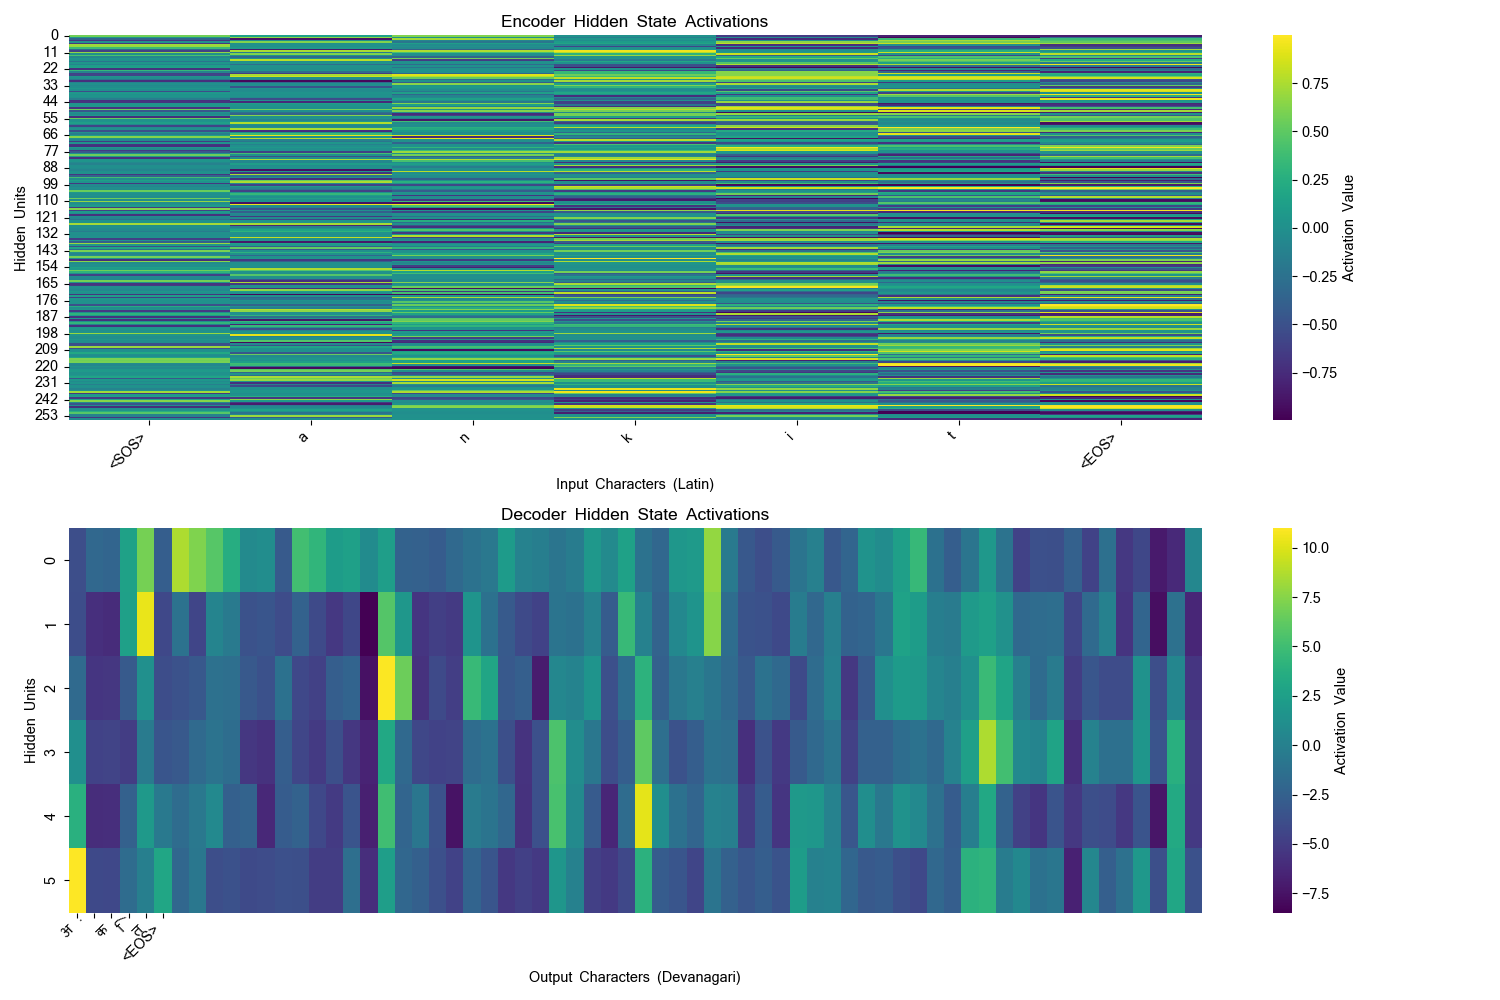 Encoder Hidden State Activations
Hidden Units
0
11
22
33
44
55
66
77
88
99
110
121
132
143
154
165
176
187
198
209
220
231
242
253
<SOS>
a
n
k
i
t
<EOS>
Input Characters (Latin)
0.75
0.50
0.25
0.00
−0.25
−0.50
−0.75
Activation Value
Decoder Hidden State Activations
Hidden Units
0
1
2
3
4
5
अ
ं
क
ि
त
<EOS>
Output Characters (Devanagari)
10.0
7.5
5.0
2.5
0.0
−2.5
−5.0
−7.5
Activation Value